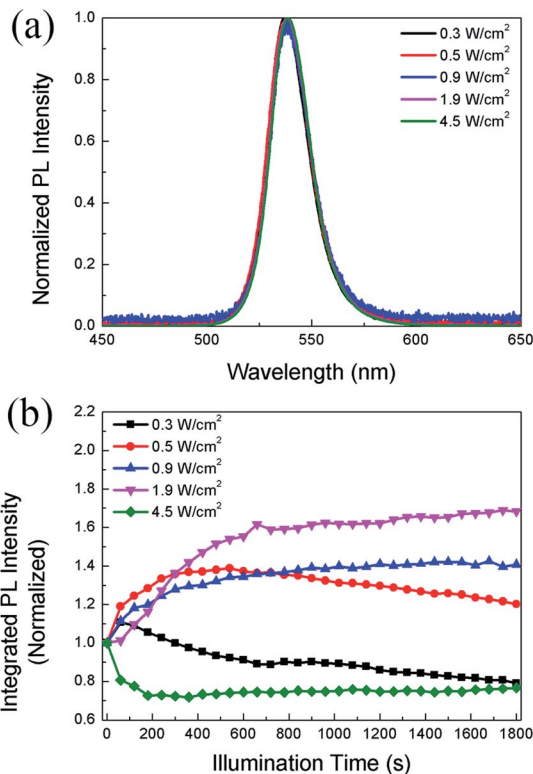 (a)
Normalized PL Intensity
1.0
0.8
0.6
0.4
0.2
0.0
0.3 W/cm²
0.5 W/cm²
0.9 W/cm²
1.9 W/cm²
4.5 W/cm²
450 500 550 600 650
Wavelength (nm)
(b)
Integrated PL Intensity
(Normalized)
2.2
2.0
1.8
1.6
1.4
1.2
1.0
0.8
0.6
0.3 W/cm²
0.5 W/cm²
0.9 W/cm²
1.9 W/cm²
4.5 W/cm²
0 200 400 600 800 1000 1200 1400 1600 1800
Illumination Time (s)